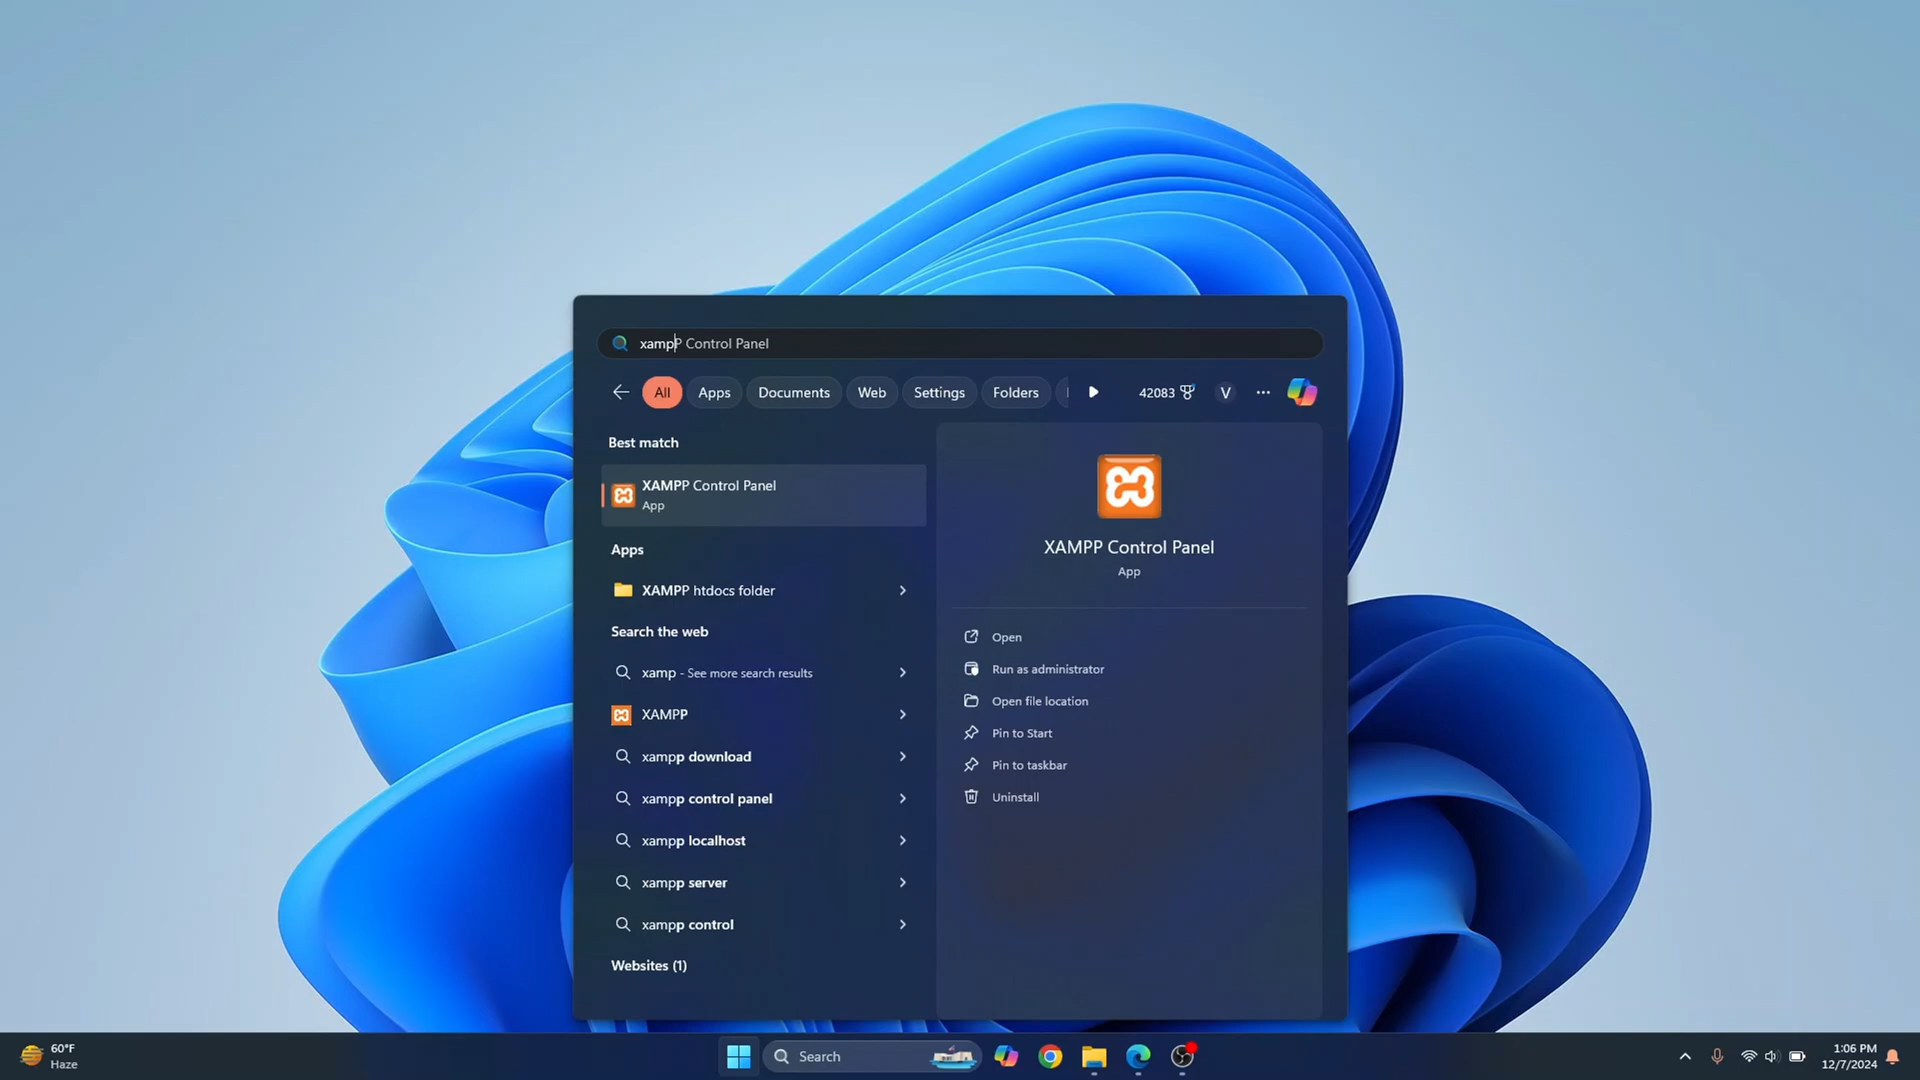 xampP Control Panel
All
Apps
Documents
Web
Settings
Folders
42083
V
Best match
XAMPP Control Panel
App
Apps
XAMPP htdocs folder
Search the web
xamp - See more search results
XAMPP
xampp download
xampp control panel
xampp localhost
xampp server
xampp control
Websites (1)
XAMPP Control Panel
App
Open
Run as administrator
Open file location
Pin to Start
Pin to taskbar
Uninstall
60°F
Haze
Search
1:06 PM
12/7/2024